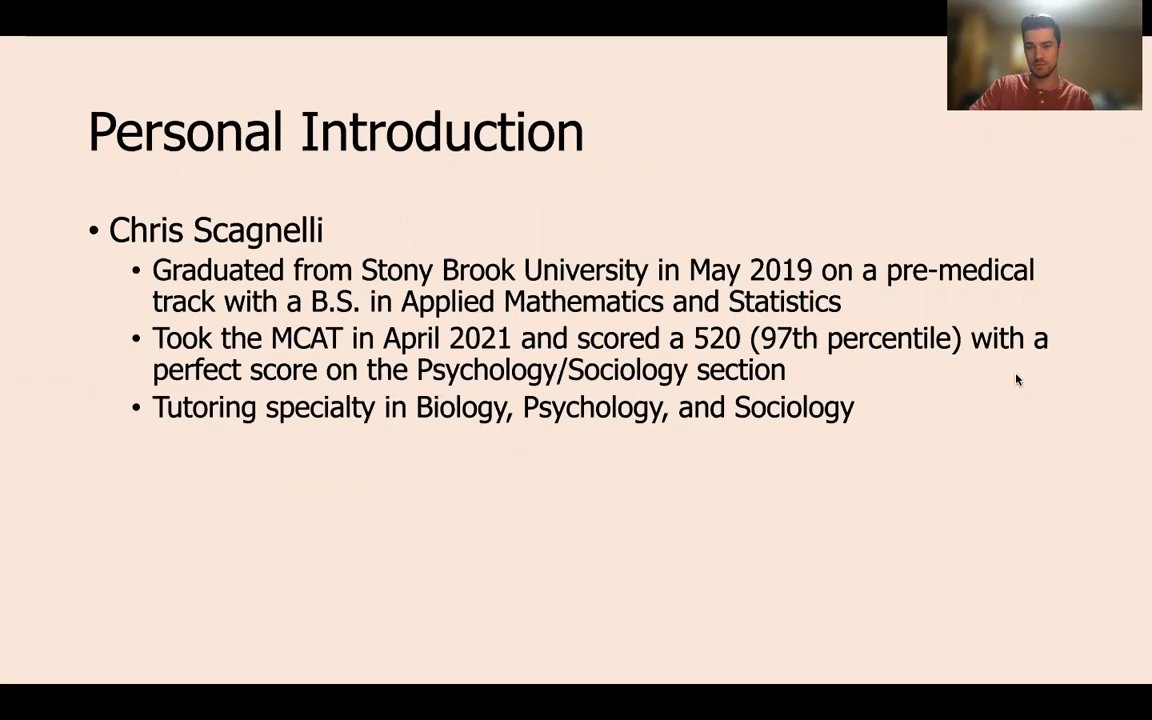 Personal Introduction
• Chris Scagnelli
• Graduated from Stony Brook University in May 2019 on a pre-medical
track with a B.S. in Applied Mathematics and Statistics
• Took the MCAT in April 2021 and scored a 520 (97th percentile) with a
perfect score on the Psychology/Sociology section
• Tutoring specialty in Biology, Psychology, and Sociology